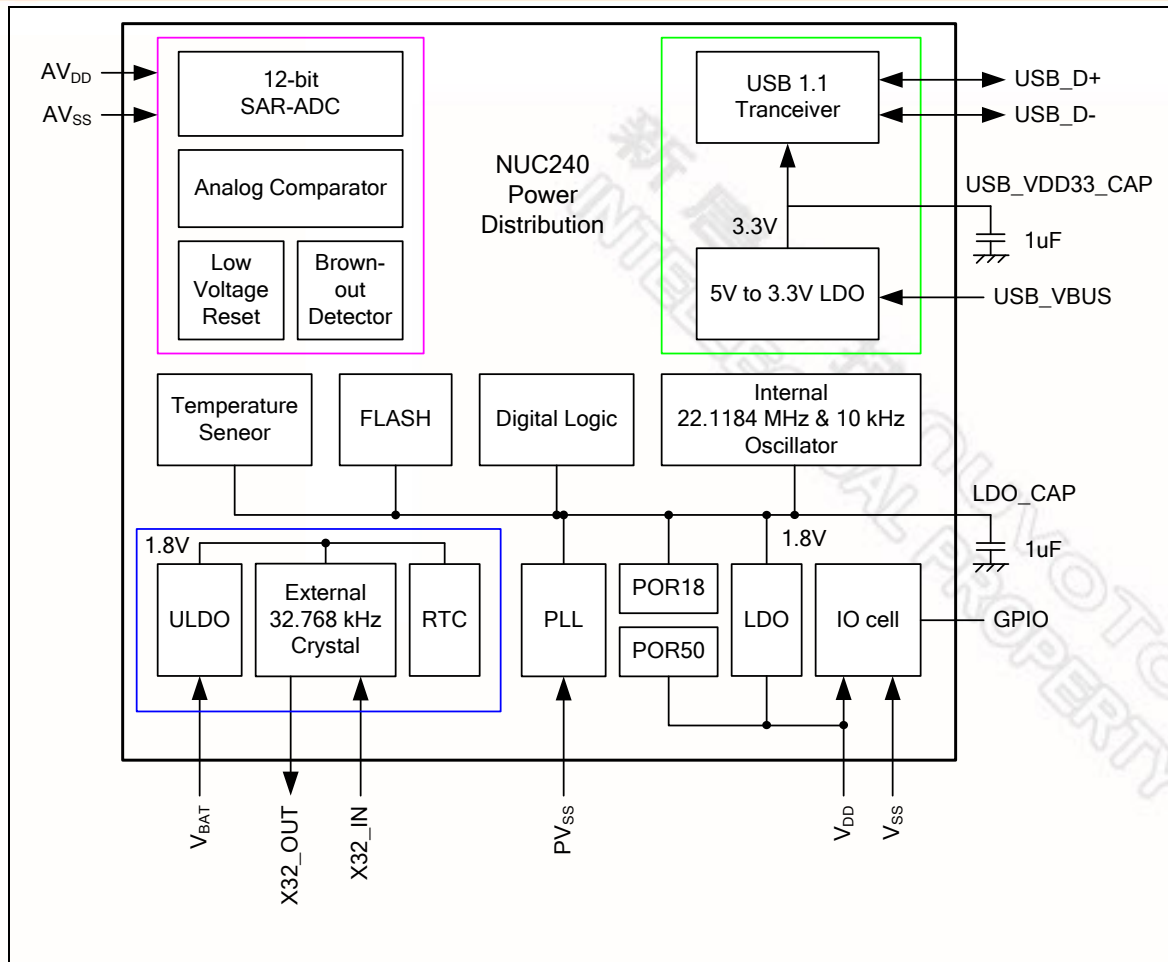 AVDD
AVSS
12-bit
SAR-ADC
Analog Comparator
Low
Voltage
Reset
Brown-
out
Detector
NUC240
Power
Distribution
USB 1.1
Tranceiver
3.3V
5V to 3.3V LDO
USB_D+
USB_D-
USB_VDD33_CAP
1uF
USB_VBUS
Temperature
Seneor
FLASH
Digital Logic
Internal
22.1184 MHz & 10 kHz
Oscillator
LDO_CAP
1uF
1.8V
ULDO
External
32.768 kHz
Crystal
RTC
PLL
POR18
POR50
1.8V
LDO
IO cell
GPIO
VBAT
X32_OUT
X32_IN
PVSS
VDD
VSS
NUVOTO
PROPERTY